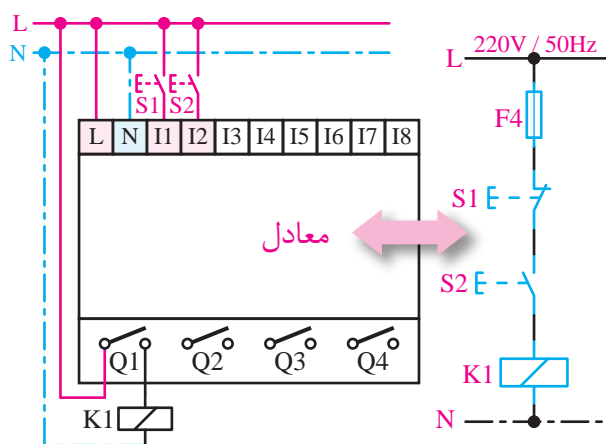 L
N
S1 S2
L N I1 I2 I3 I4 I5 I6 I7 I8
معادل
Q1 Q2 Q3 Q4
K1
L 220V / 50Hz
F4
S1
S2
K1
N